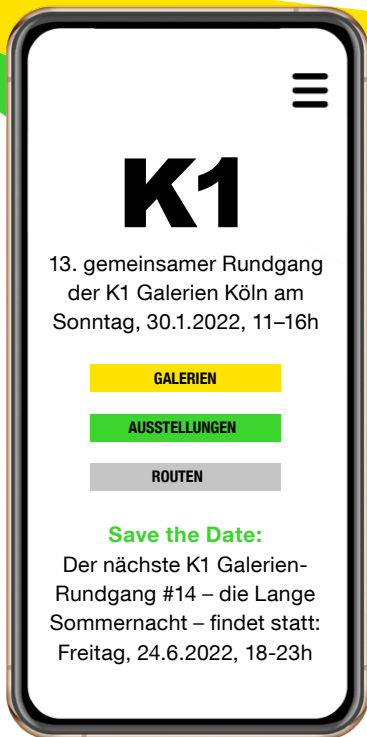 K1
13. gemeinsamer Rundgang
der K1 Galerien Köln am
Sonntag, 30.1.2022, 11–16h
GALERIEN
AUSSTELLUNGEN
ROUTEN
Save the Date:
Der nächste K1 Galerien-
Rundgang #14 – die Lange
Sommernacht – findet statt:
Freitag, 24.6.2022, 18-23h